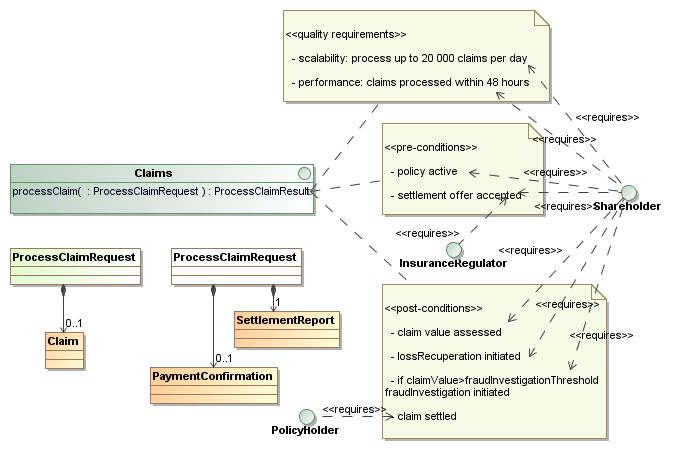 <<quality requirements>>
- scalability: process up to 20 000 claims per day
- performance: claims processed within 48 hours
<<requires>>
<<requires>>
<<pre-conditions>>
- policy active
- settlement offer accepted
Claims
processClaim( : ProcessClaimRequest ) : ProcessClaimResults
<<requires>>
Shareholder
<<requires>>
InsuranceRegulator
<<requires>>
ProcessClaimRequest
ProcessClaimRequest
0..1
Claim
1
SettlementReport
0..1
PaymentConfirmation
<<post-conditions>>
<<requires>>
- claim value assessed
<<requires>>
- lossRecuperation initiated
- if claimValue>fraudInvestigationThreshold
fraudInvestigation initiated
<<requires>>
- claim settled
PolicyHolder